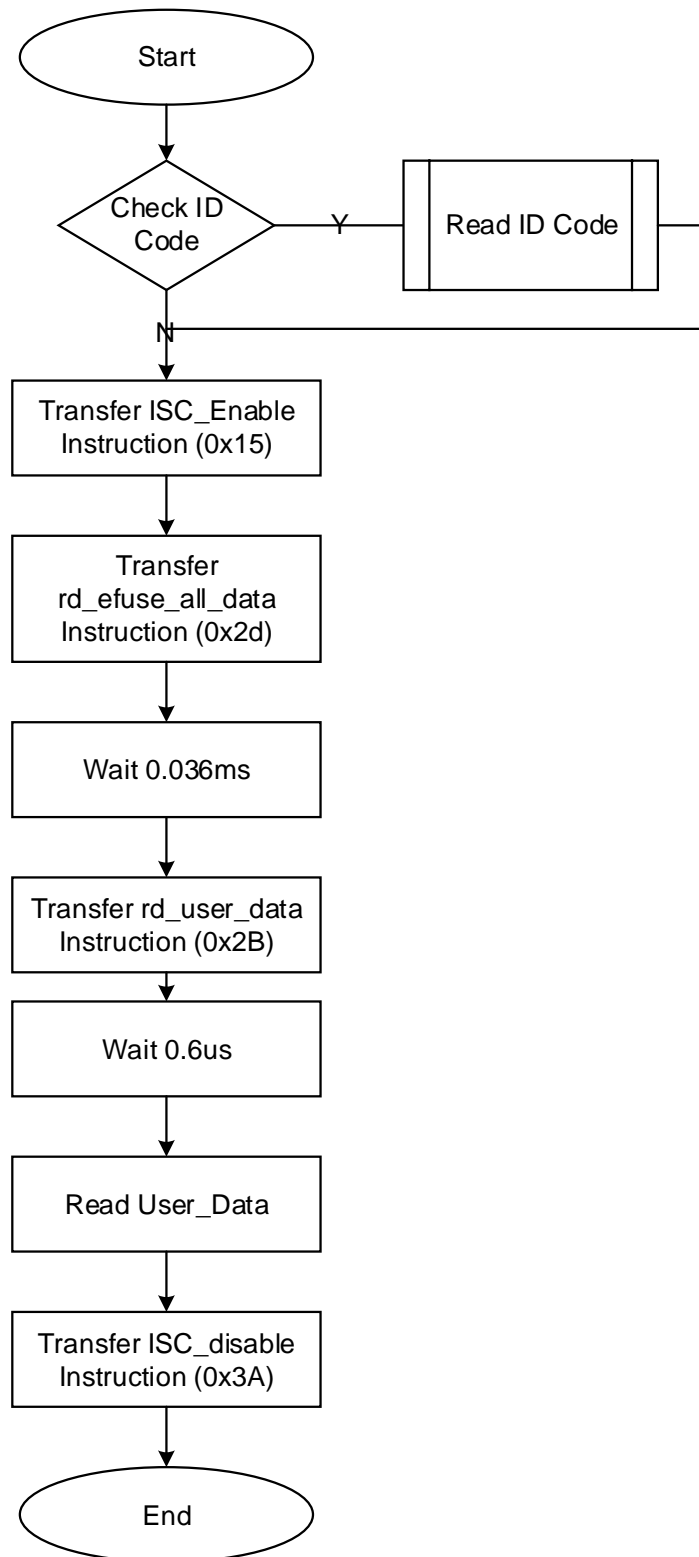 Start
Check ID
Code
Y
Read ID Code
N
Transfer ISC_Enable
Instruction (0x15)
Transfer
rd_efuse_all_data
Instruction (0x2d)
Wait 0.036ms
Transfer rd_user_data
Instruction (0x2B)
Wait 0.6us
Read User_Data
Transfer ISC_disable
Instruction (0x3A)
End